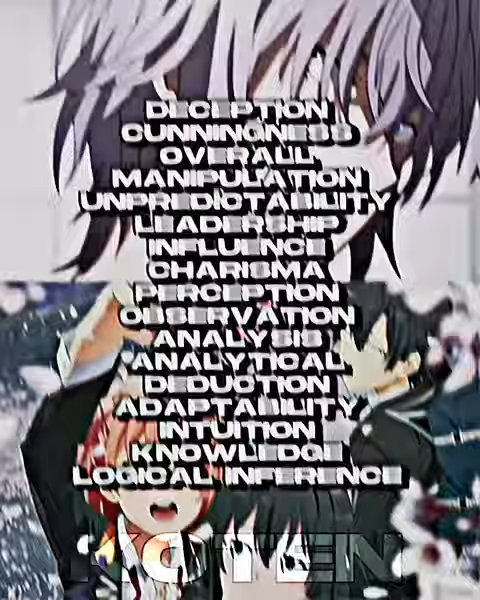 DECEPTION
CUNNINGNESS
OVERALL
MANIPULATION
UNPREDICTABILITY
LEADERSHIP
INFLUENCE
CHARISMA
PERCEPTION
OBSERVATION
ANALYSIS
ANALYTICAL
DEDUCTION
ADAPTABILITY
INTUITION
KNOWLEDGE
LOGICAL INFERENCE
KOTEN